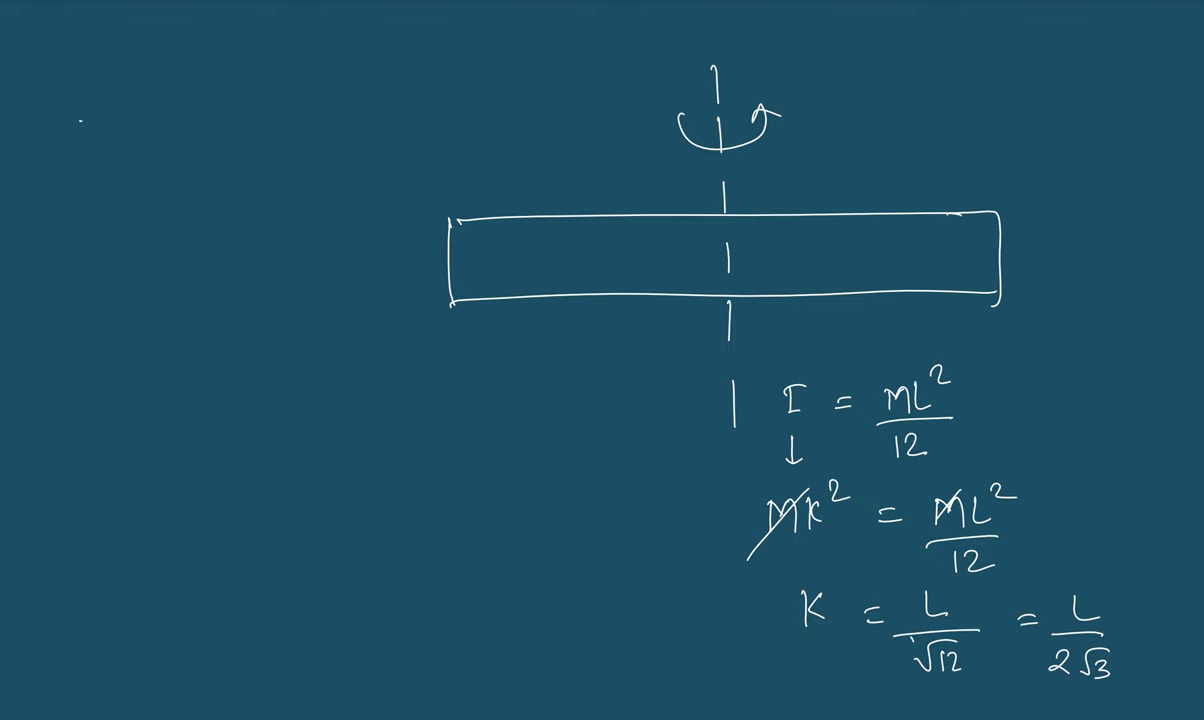 I = ML²/12
↓
MK² = ML²/12
K = L/√12 = L/2√3